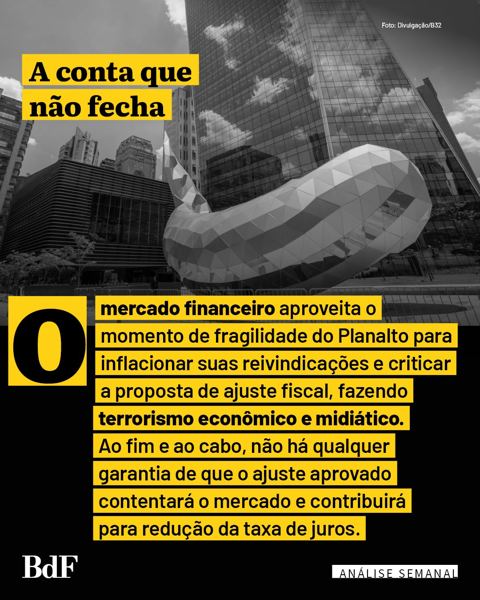 Foto: Divulgação/B32
A conta que
não fecha
O mercado financeiro aproveita o
momento de fragilidade do Planalto para
inflacionar suas reivindicações e criticar
a proposta de ajuste fiscal, fazendo
terrorismo econômico e midiático.
Ao fim e ao cabo, não há qualquer
garantia de que o ajuste aprovado
contentará o mercado e contribuirá
para redução da taxa de juros.
BdF
ANÁLISE SEMANAL